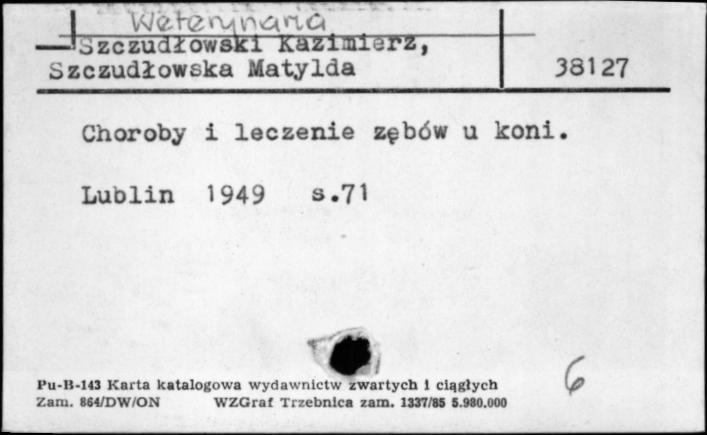 Weterynaria
Szczudłowski Kazimierz,
Szczudłowska Matylda
38127
Choroby i leczenie zębów u koni.
Lublin 1949 s.71
6
Pu-B-143 Karta katalogowa wydawnictw zwartych i ciągłych
Zam. 864/DW/ON WZGraf Trzebnica zam. 1337/85 5.980.000